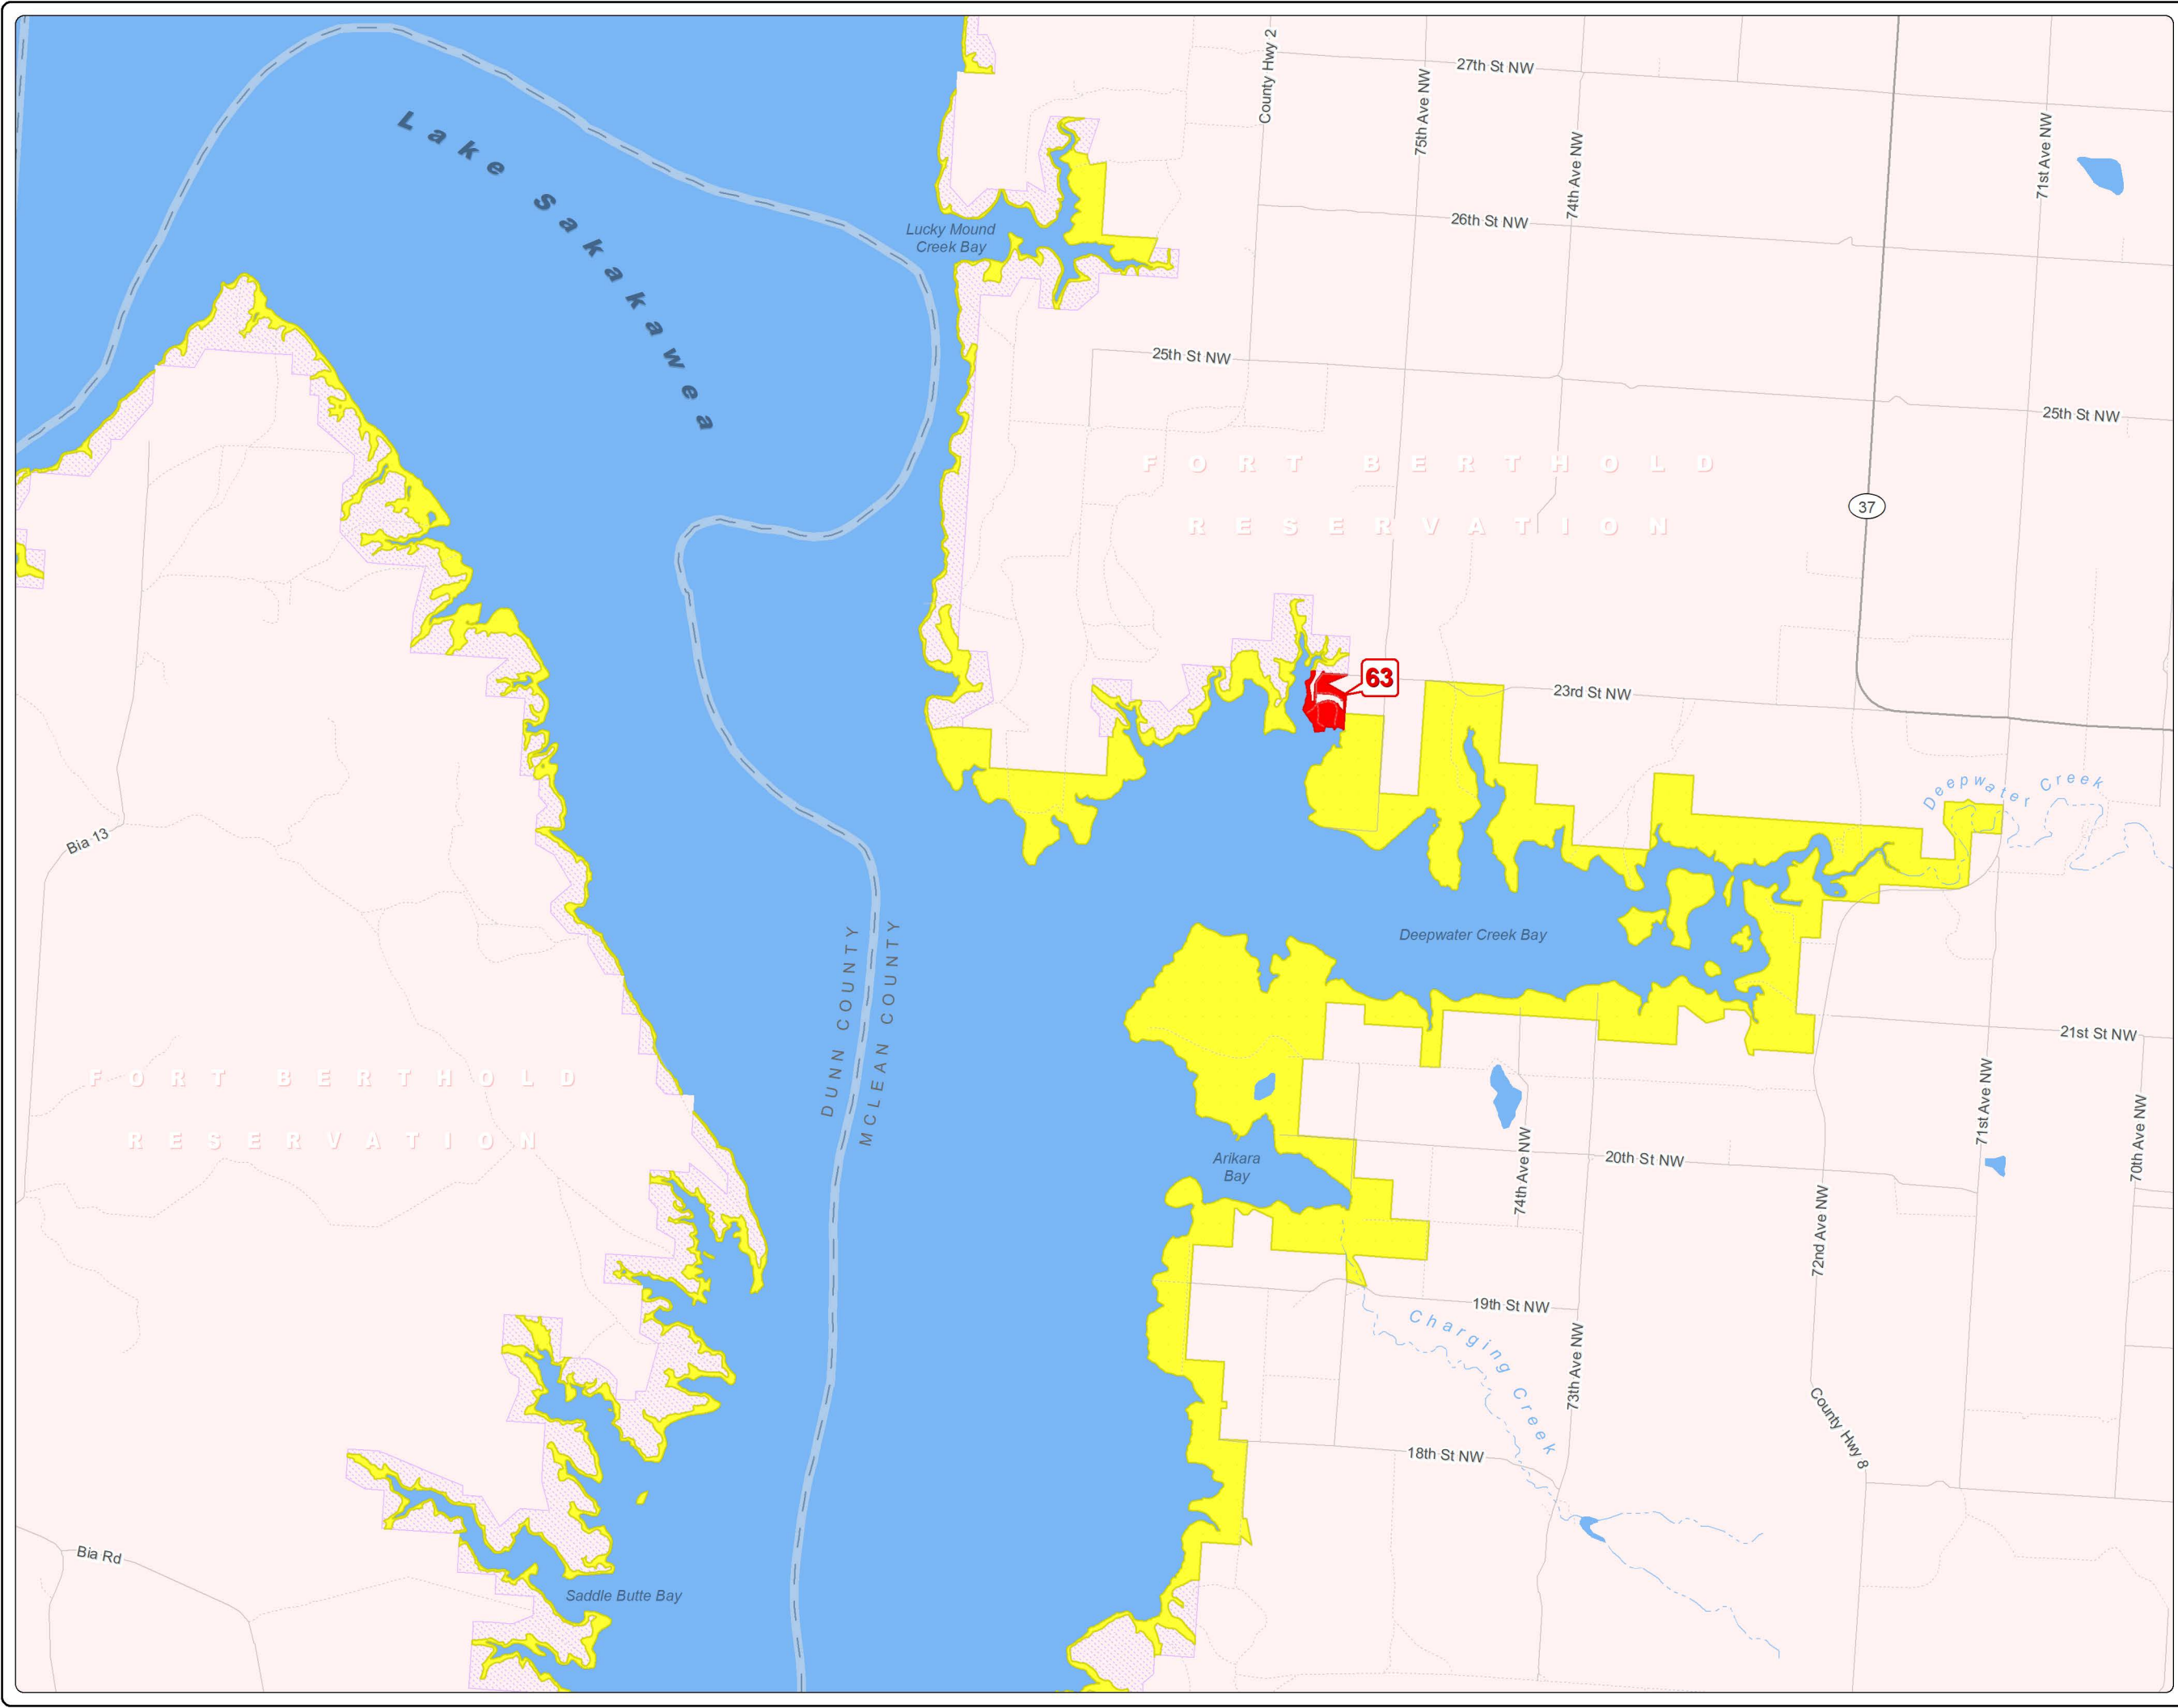 Lake Sakakawea
County Hwy 2
27th St NW
75th Ave NW
74th Ave NW
71st Ave NW
26th St NW
Lucky Mound
Creek Bay
25th St NW
25th St NW
FORT BERTHOLD
RESERVATION
37
63
23rd St NW
Deepwater Creek
Bia 13
DUNN COUNTY
MCLEAN COUNTY
Deepwater Creek Bay
21st St NW
FORT BERTHOLD
RESERVATION
71st Ave NW
70th Ave NW
74th Ave NW
20th St NW
Arikara
Bay
72nd Ave NW
19th St NW
Charging Creek
73th Ave NW
County Hwy 8
18th St NW
Bia Rd
Saddle Butte Bay